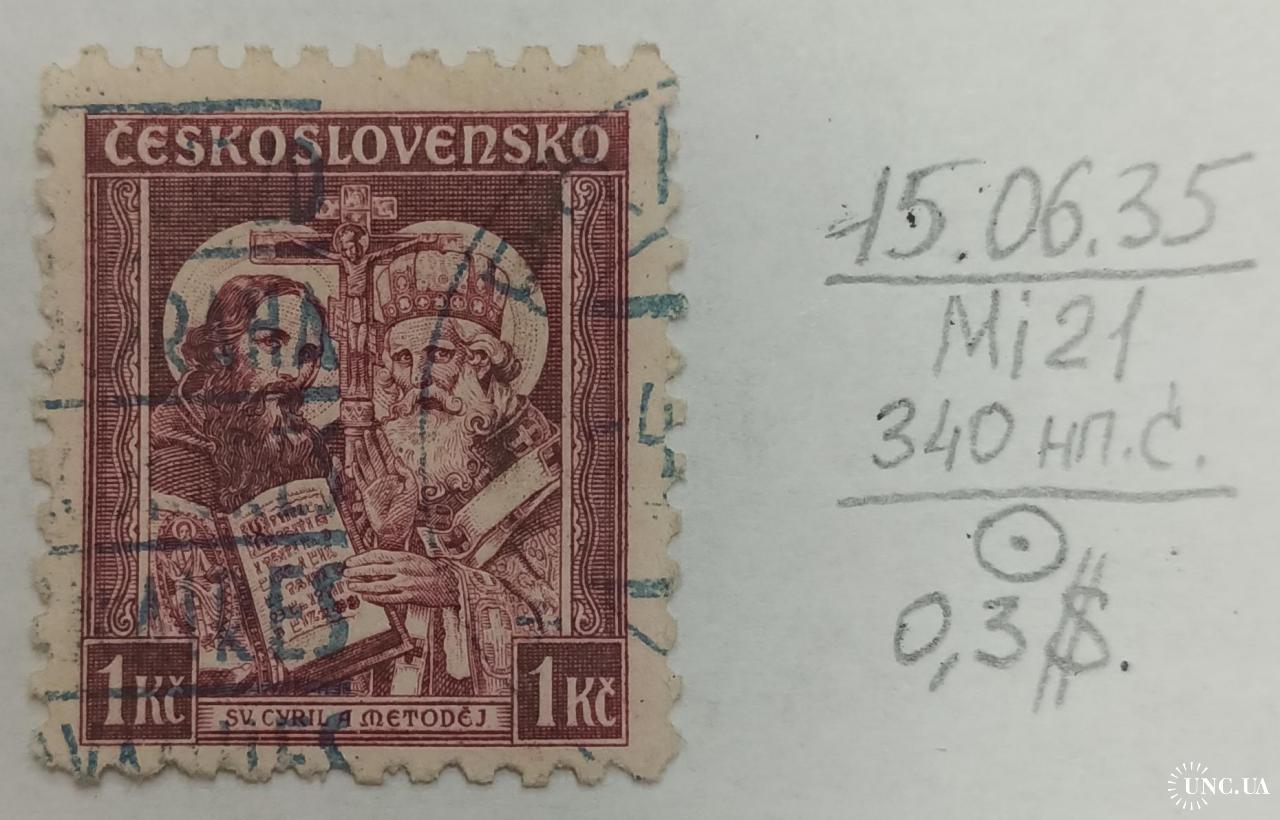 ČESKOSLOVENSKO
1 Kč
SV. CYRIL A METODĚJ
1 Kč
15.06.35
Mi 21
340 нп.с.
0,3 $.
UNC.UA